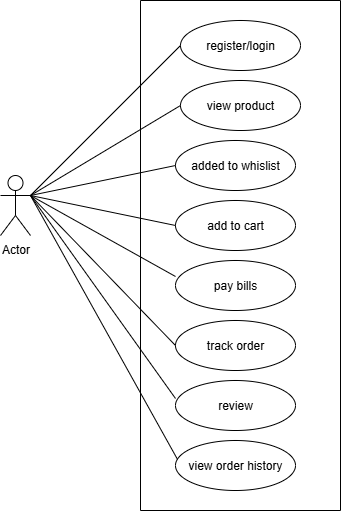 register/login
view product
added to whislist
add to cart
Actor
pay bills
track order
review
view order history